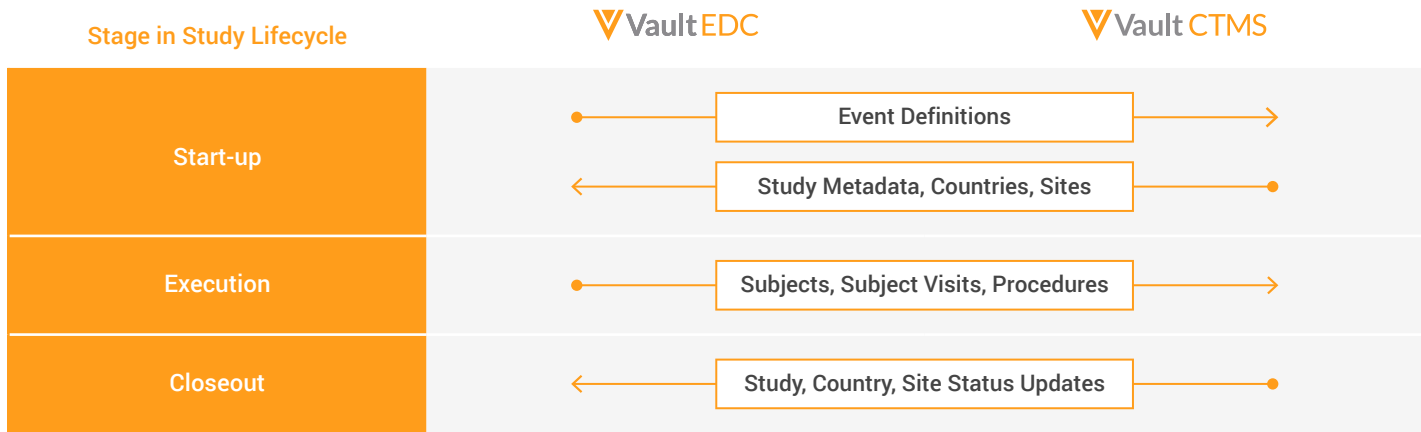 Stage in Study Lifecycle
Vault EDC
Vault CTMS
Start-up
Event Definitions
Study Metadata, Countries, Sites
Execution
Subjects, Subject Visits, Procedures
Closeout
Study, Country, Site Status Updates